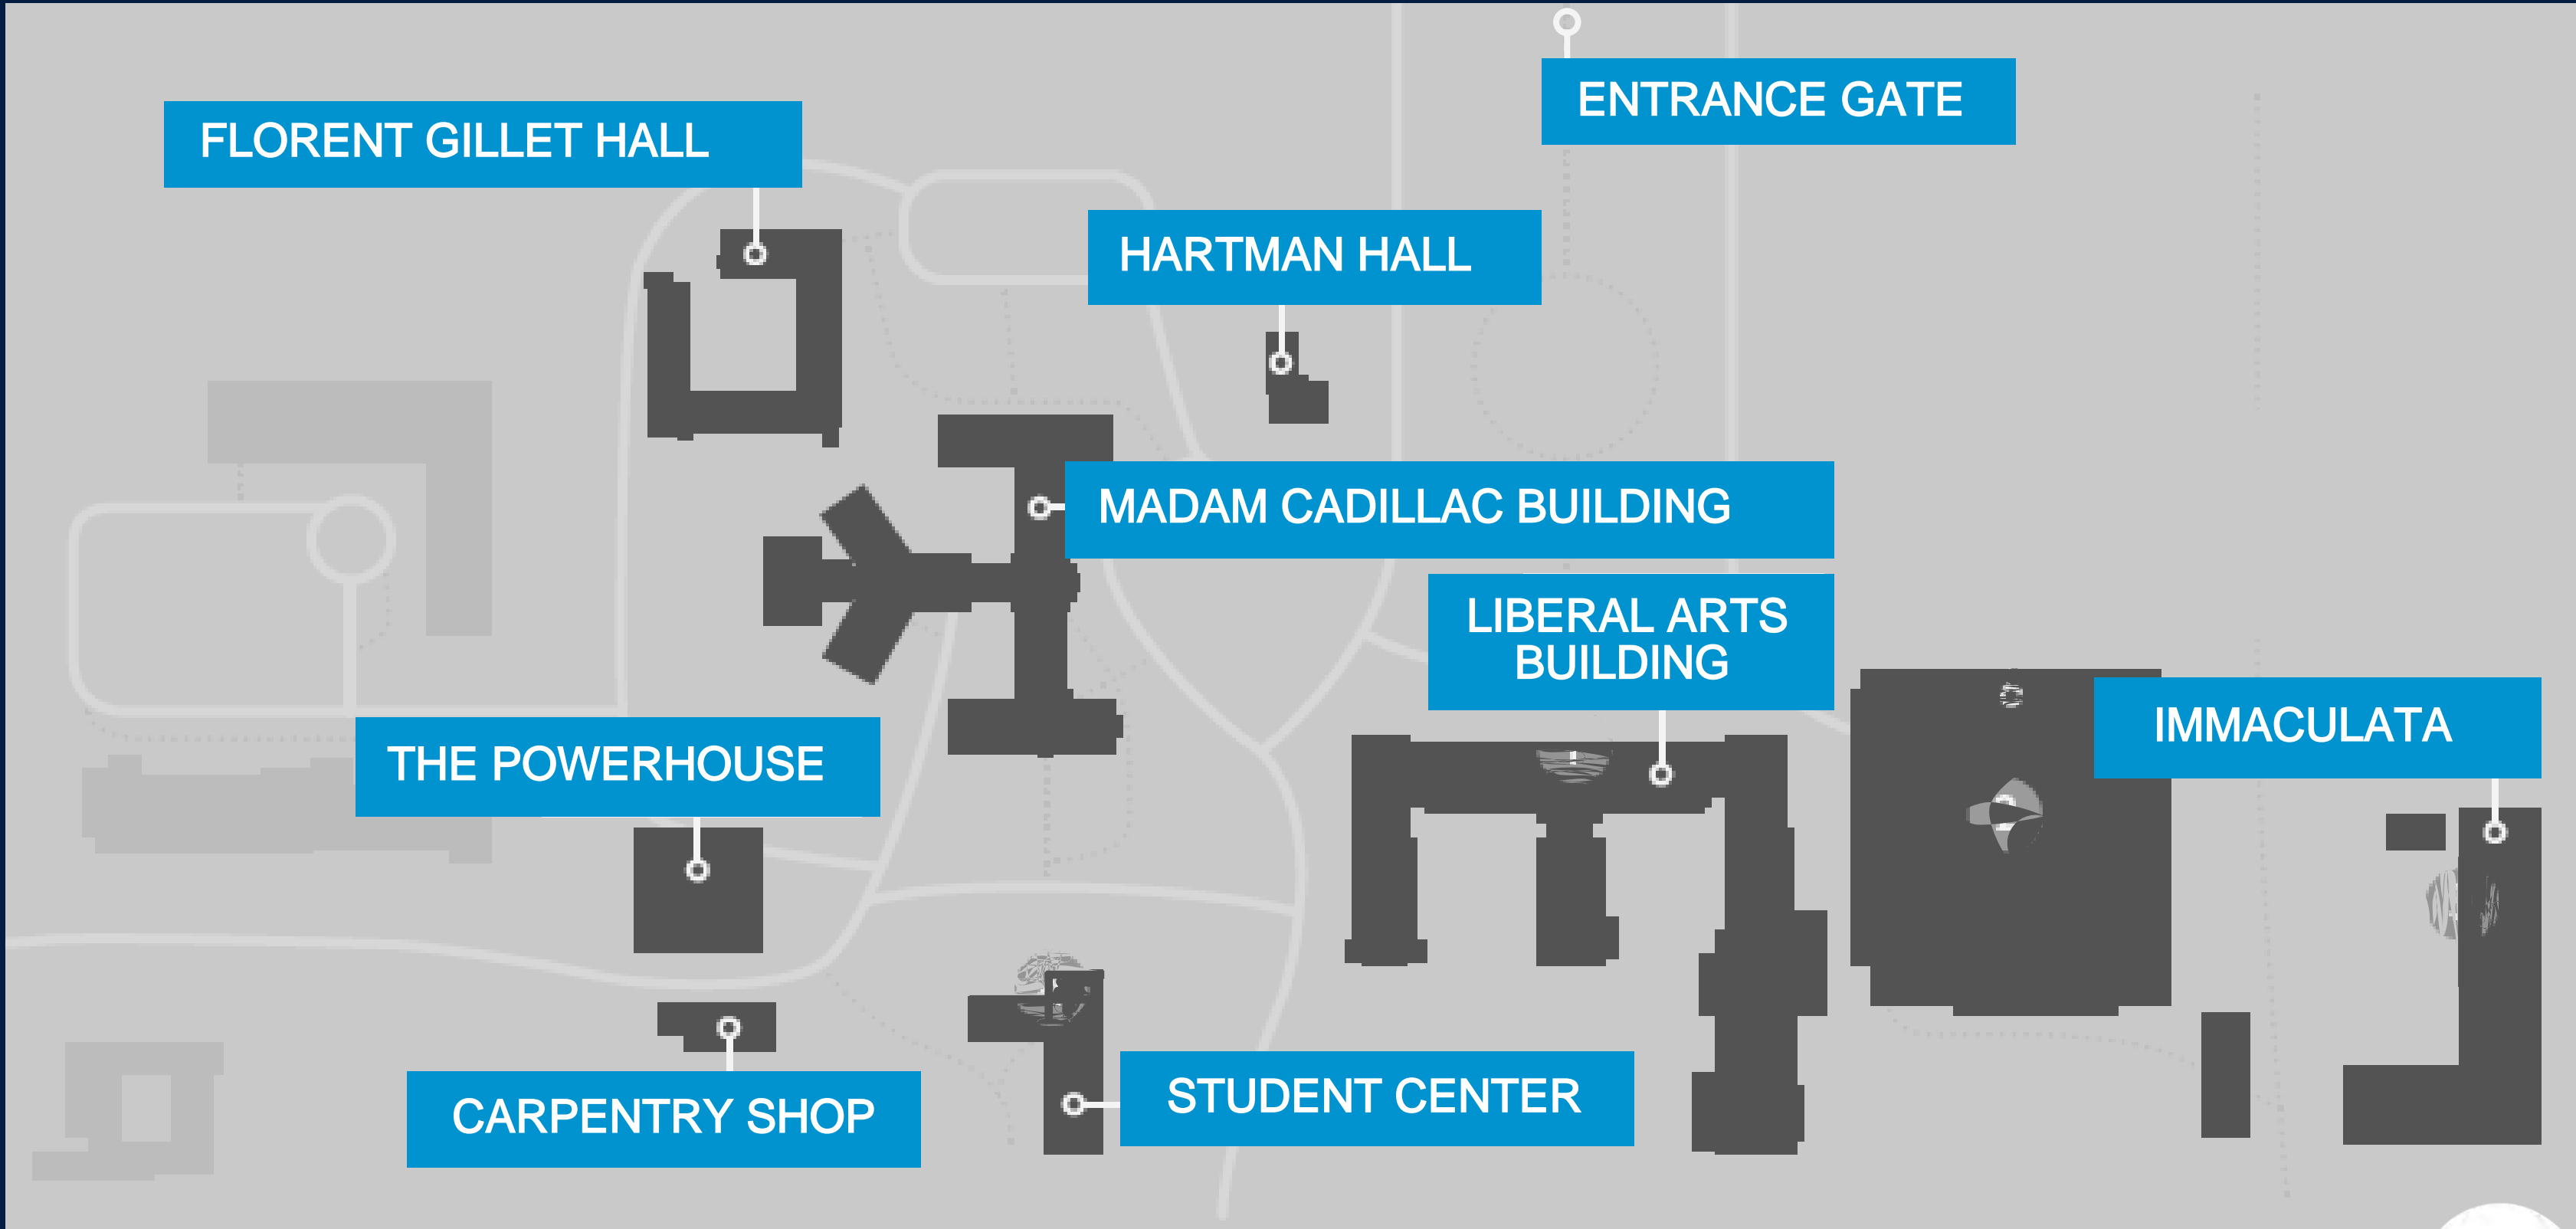 ENTRANCE GATE
FLORENT GILLET HALL
HARTMAN HALL
MADAM CADILLAC BUILDING
LIBERAL ARTS
BUILDING
IMMACULATA
THE POWERHOUSE
STUDENT CENTER
CARPENTRY SHOP